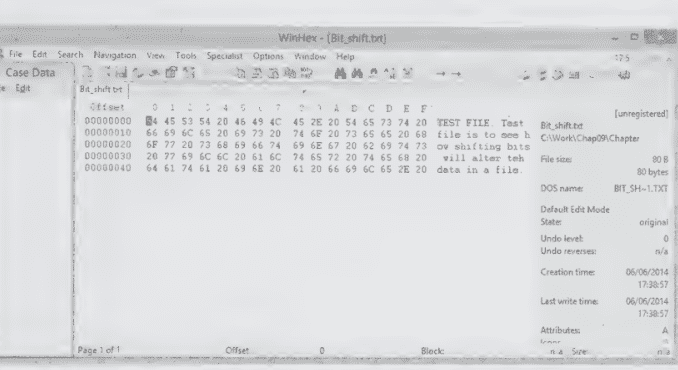 WinHex - [Bit_shift.txt]
File Edit Search Navigation View Tools Specialist Options Window Help
17.5
Case Data
Edit
Bit_shift.txt
Offset 0 1 2 3 4 5 6 7 8 9 A B C D E F
00000000 54 45 53 54 20 46 49 4C 45 2E 20 54 65 73 74 20 TEST FILE. Test
00000010 66 69 6C 65 20 69 73 20 74 6F 20 73 65 65 20 68 file is to see h
00000020 6F 77 20 73 68 69 66 74 69 6E 67 20 62 69 74 73 ow shifting bits
00000030 20 77 69 6C 6C 20 61 6C 74 65 72 20 74 65 68 20 will alter teh
00000040 64 61 74 61 20 69 6E 20 61 20 66 69 6C 65 2E 20 data in a file.
[unregistered]
Bit_shift.txt
C:\Work\Chap09\Chapter
File size: 80 B
80 bytes
DOS name: BIT_SH~1.TXT
Default Edit Mode
State: original
Undo level: 0
Undo reverses: n/a
Creation time: 06/06/2014
17:38:57
Last write time: 06/06/2014
17:38:57
Attributes: A
Page 1 of 1 Offset: 0 Block: n/a Size: n/a